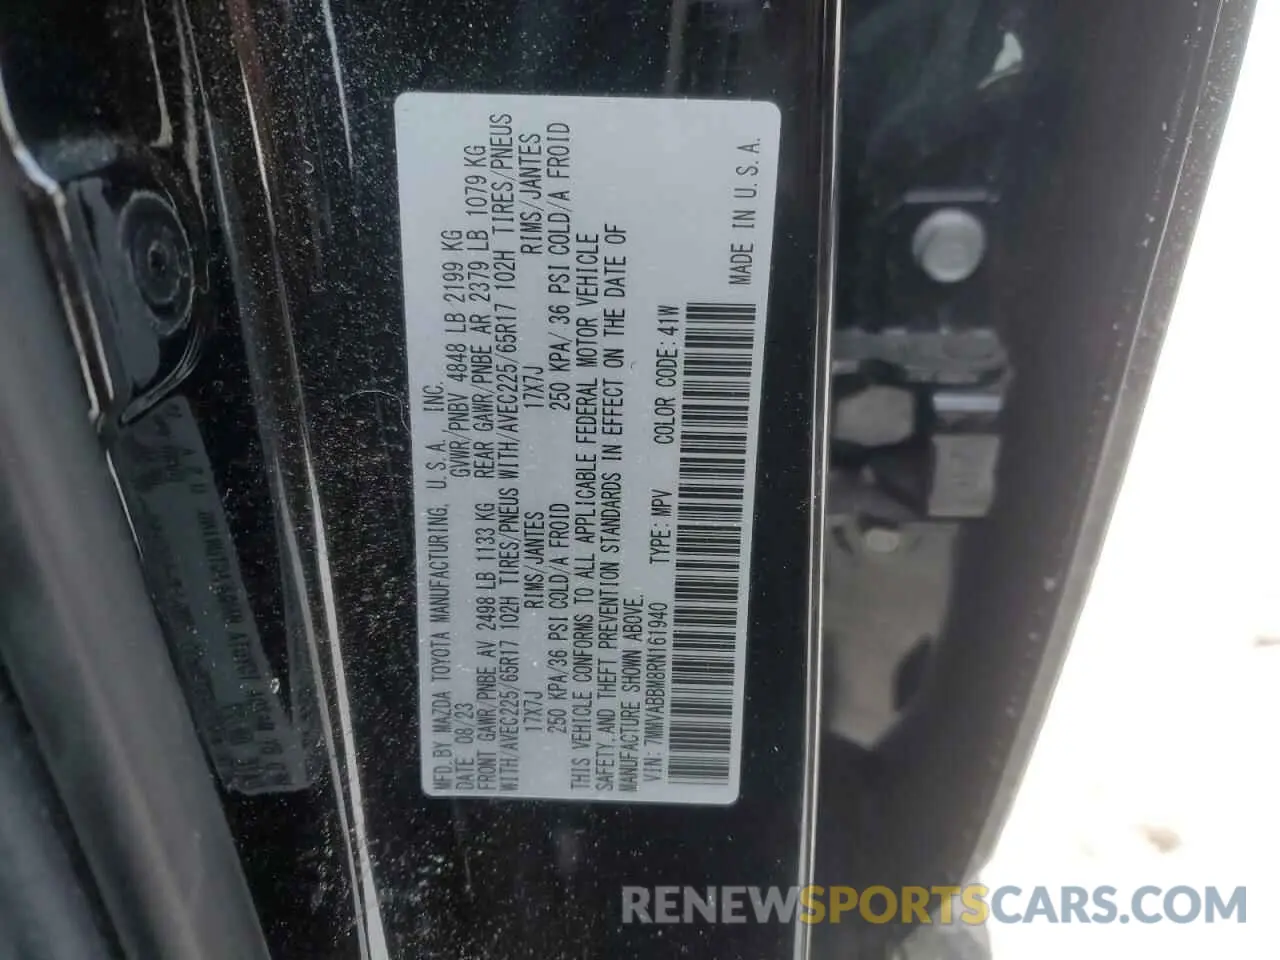 MFD.BY MAZDA TOYOTA MANUFACTURING, U.S.A. INC.
DATE 08/23 GVWR/PNBV 4848 LB 2199 KG
FRONT GAWR/PNBE AV 2498 LB 1133 KG REAR GAWR/PNBE AR 2379 LB 1079 KG
WITH/AVEC225/65R17 102H TIRES/PNEUS WITH/AVEC225/65R17 102H TIRES/PNEUS
17X7J RIMS/JANTES 17X7J RIMS/JANTES
250 KPA/36 PSI COLD/A FROID 250 KPA/ 36 PSI COLD/A FROID
THIS VEHICLE CONFORMS TO ALL APPLICABLE FEDERAL MOTOR VEHICLE
SAFETY AND THEFT PREVENTION STANDARDS IN EFFECT ON THE DATE OF
MANUFACTURE SHOWN ABOVE.
VIN: 7MMVABBM8RN161940 TYPE: MPV COLOR CODE: 41W
MADE IN U.S.A.
RENEWSPORTSCARS.COM